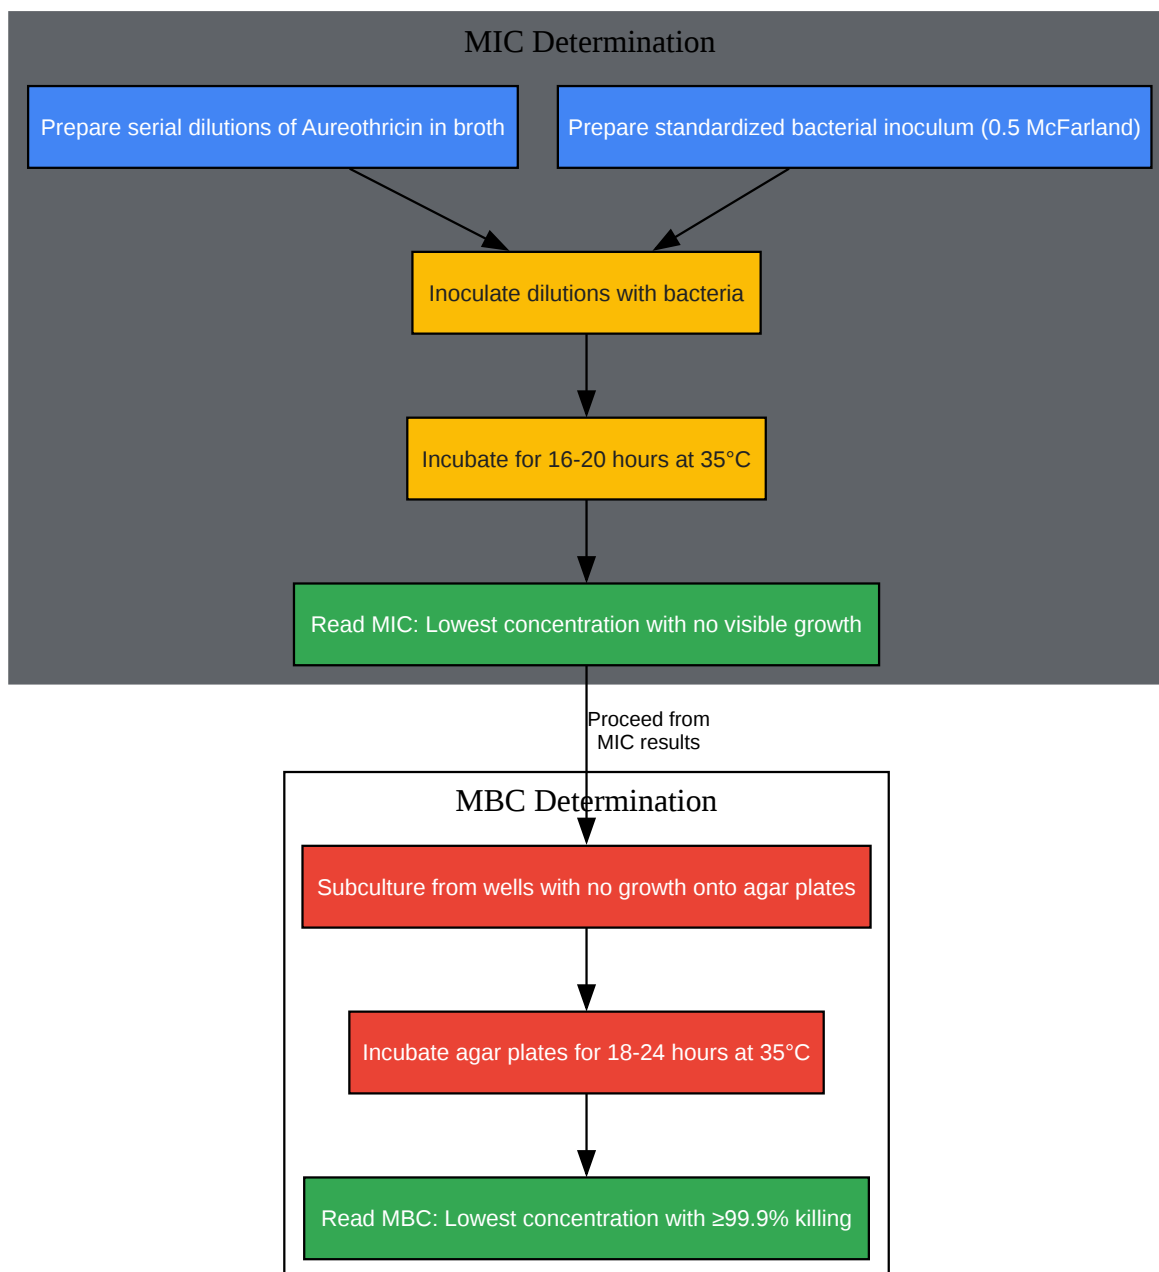 MIC Determination
Prepare serial dilutions of Aureothricin in broth
Prepare standardized bacterial inoculum (0.5 McFarland)
Inoculate dilutions with bacteria
Incubate for 16-20 hours at 35°C
Read MIC: Lowest concentration with no visible growth
Proceed from
MIC results
MBC Determination
Subculture from wells with no growth onto agar plates
Incubate agar plates for 18-24 hours at 35°C
Read MBC: Lowest concentration with ≥99.9% killing